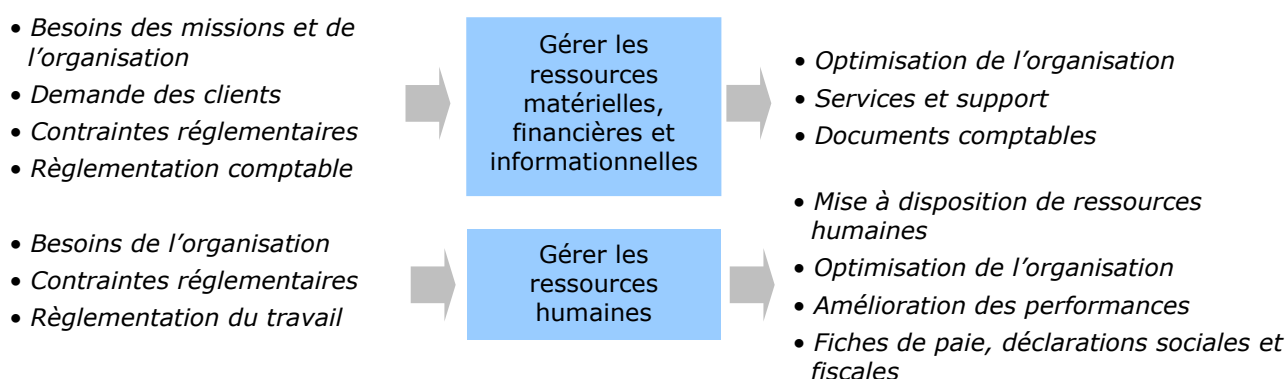 • Besoins des missions et de
l’organisation
• Demande des clients
• Contraintes réglementaires
• Règlementation comptable
Gérer les
ressources
matérielles,
financières et
informationnelles
• Optimisation de l’organisation
• Services et support
• Documents comptables
• Besoins de l’organisation
• Contraintes réglementaires
• Règlementation du travail
Gérer les
ressources
humaines
• Mise à disposition de ressources
humaines
• Optimisation de l’organisation
• Amélioration des performances
• Fiches de paie, déclarations sociales et
fiscales